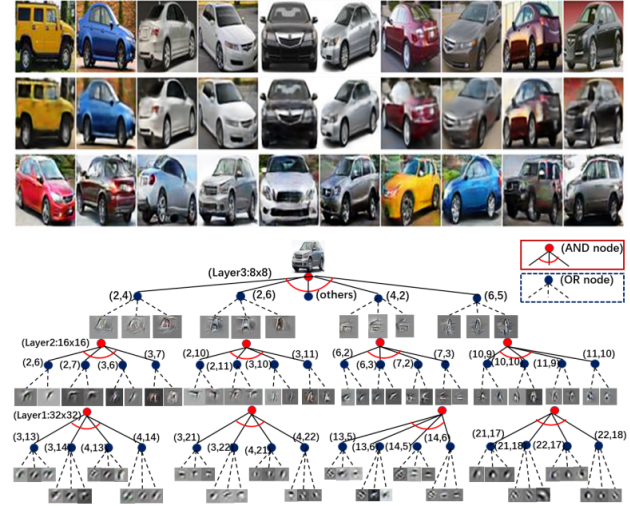 (AND node)
(OR node)
(Layer3:8x8)
(2,4) (2,6) (others) (4,2) (6,5)
(Layer2:16x16)
(2,6) (2,7) (3,6) (3,7) (2,10) (2,11) (3,10) (3,11) (6,2) (6,3) (7,2) (7,3) (10,9) (10,10) (11,9) (11,10)
(Layer1:32x32)
(3,13) (3,14) (4,13) (4,14) (3,21) (3,22) (4,21) (4,22) (13,5) (13,6) (14,5) (14,6) (21,17) (21,18) (22,17) (22,18)